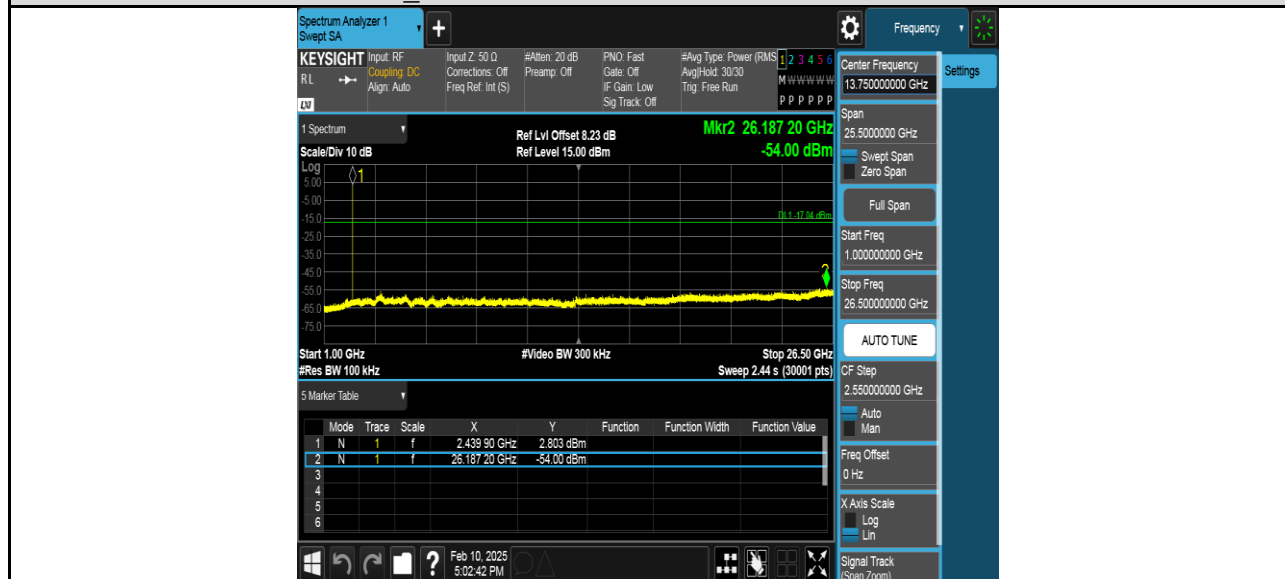 Spectrum Analyzer 1
Swept SA
+
Frequency
KEYSIGHT
RL
LXI
Input: RF
Coupling: DC
Align: Auto
Input Z: 50 Ω
Corrections: Off
Freq Ref: Int (S)
#Atten: 20 dB
Preamp: Off
PNO: Fast
Gate: Off
IF Gain: Low
Sig Track: Off
#Avg Type: Power (RMS
Avg|Hold: 30/30
Trig: Free Run
1 2 3 4 5 6
M W W W W W
P P P P P P
1 Spectrum
Scale/Div 10 dB
Ref Lvl Offset 8.23 dB
Ref Level 15.00 dBm
Mkr2 26.187 20 GHz
-54.00 dBm
Log
5.00
-5.00
-15.0
-25.0
-35.0
-45.0
-55.0
-65.0
-75.0
1
DL1 -17.04 dBm
2
Start 1.00 GHz
#Video BW 300 kHz
Stop 26.50 GHz
#Res BW 100 kHz
Sweep 2.44 s (30001 pts)
5 Marker Table
Mode Trace Scale X Y Function Function Width Function Value
1 N 1 f 2.439 90 GHz 2.803 dBm
2 N 1 f 26.187 20 GHz -54.00 dBm
3
4
5
6
?
Feb 10, 2025
5:02:42 PM
Center Frequency
13.750000000 GHz
Settings
Span
25.5000000 GHz
Swept Span
Zero Span
Full Span
Start Freq
1.000000000 GHz
Stop Freq
26.500000000 GHz
AUTO TUNE
CF Step
2.550000000 GHz
Auto
Man
Freq Offset
0 Hz
X Axis Scale
Log
Lin
Signal Track
(Span Zoom)